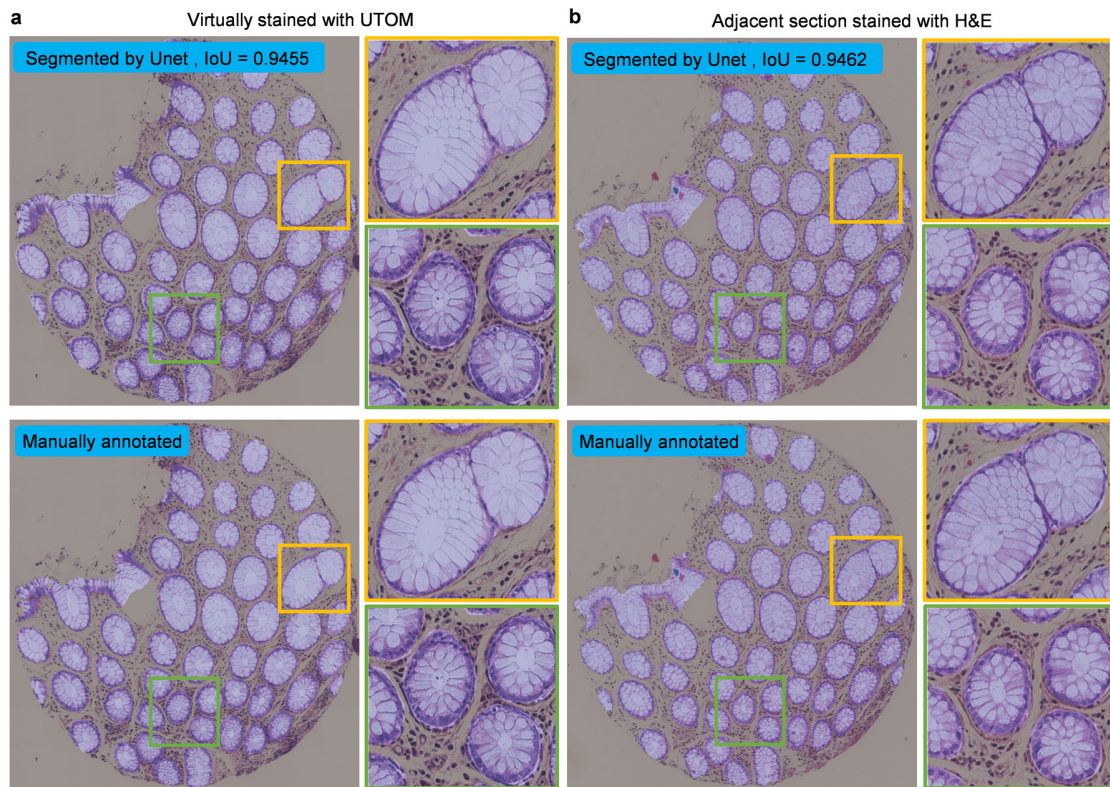 a
Virtually stained with UTOM
Segmented by Unet , IoU = 0.9455
Manually annotated
b
Adjacent section stained with H&E
Segmented by Unet , IoU = 0.9462
Manually annotated